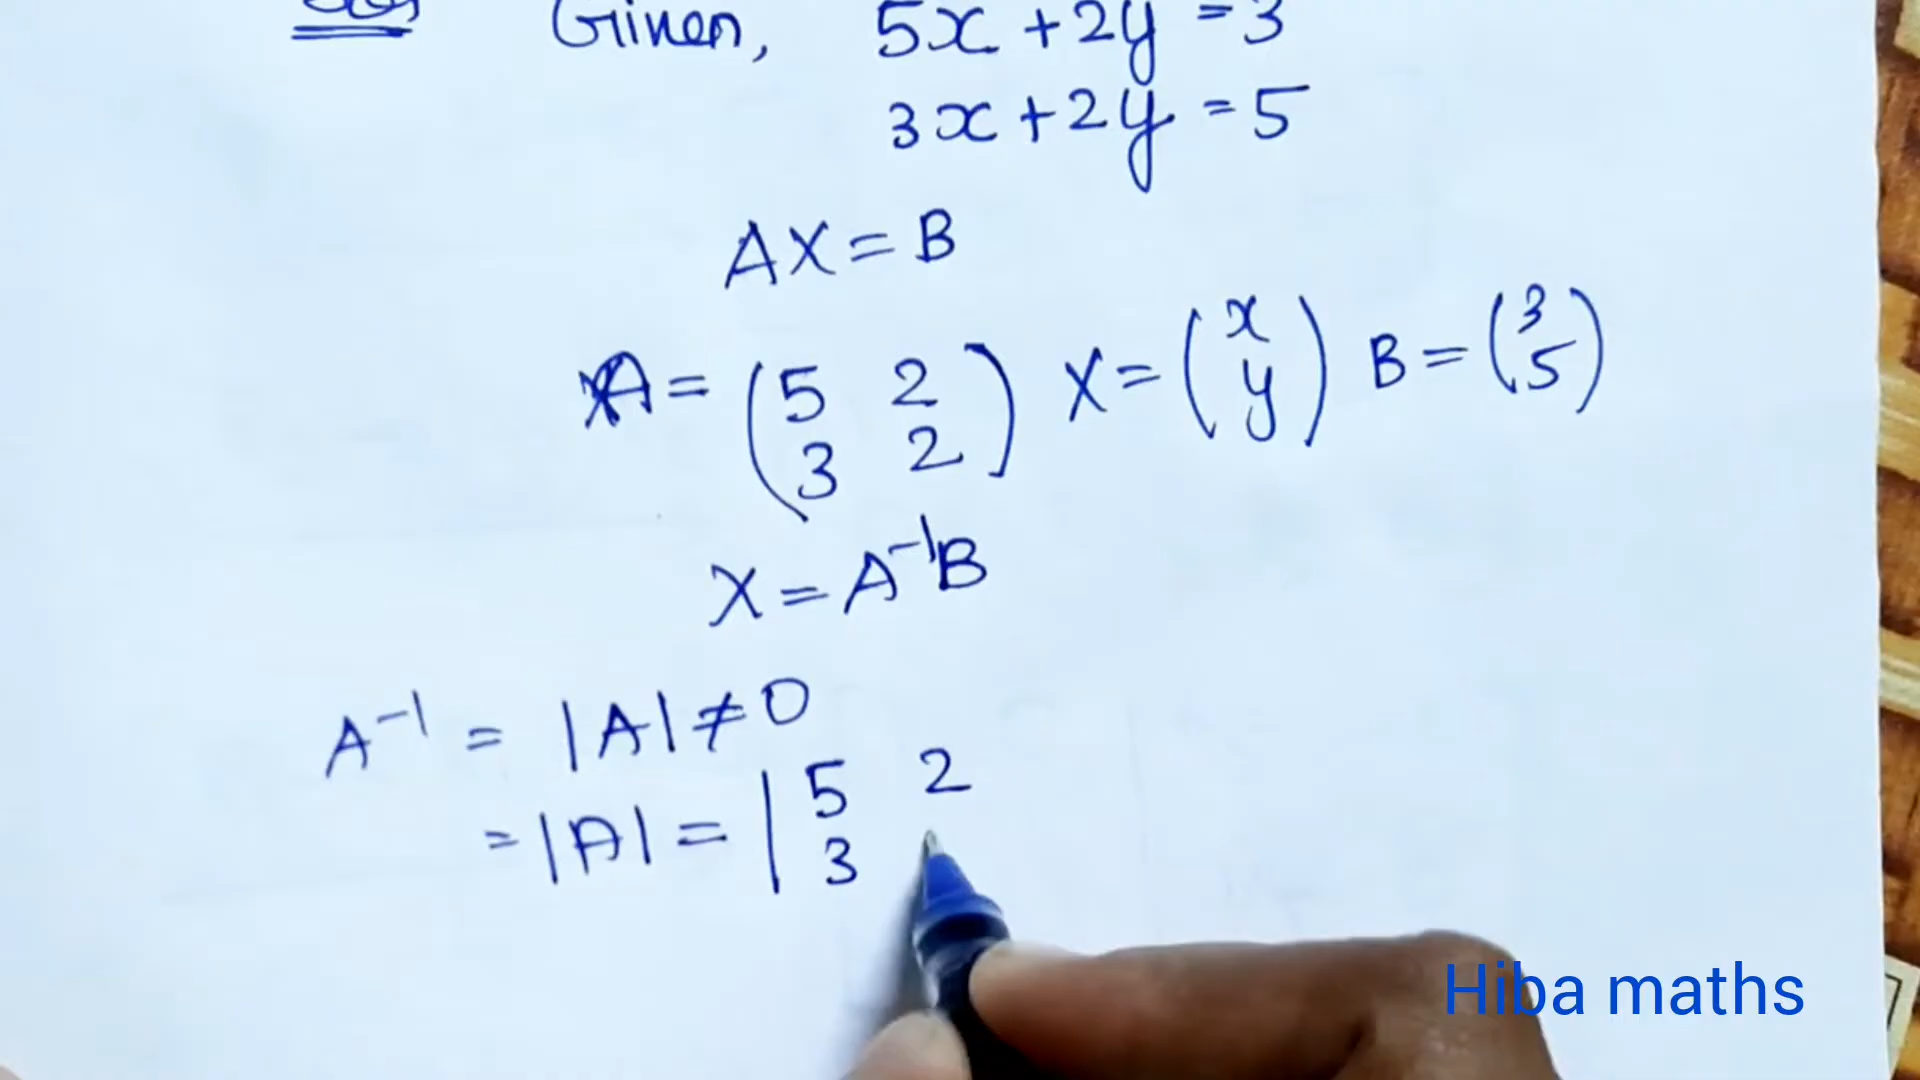 Given, 5x + 2y = 3
3x + 2y = 5
AX = B
A = (5 2 3 2) X = (x y) B = (3 5)
X = A⁻¹B
A⁻¹ = |A| ≠ 0
= |A| = | 5 2
3
Hiba maths